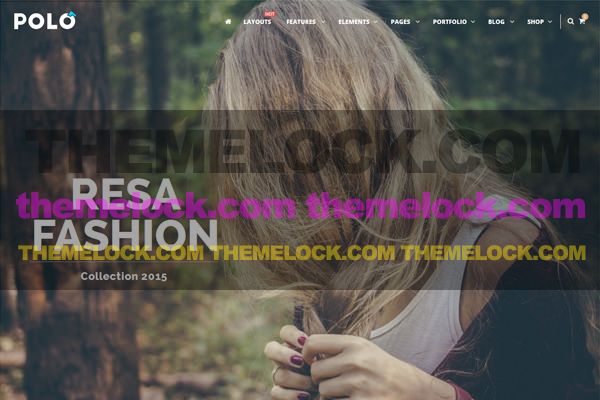 POLO
HOT
LAYOUTS FEATURES ELEMENTS PAGES PORTFOLIO BLOG SHOP
THEMELOCK.COM
RESA
themelock.com themelock.com
FASHION
THEMELOCK.COM THEMELOCK.COM THEMELOCK.COM
Collection 2015